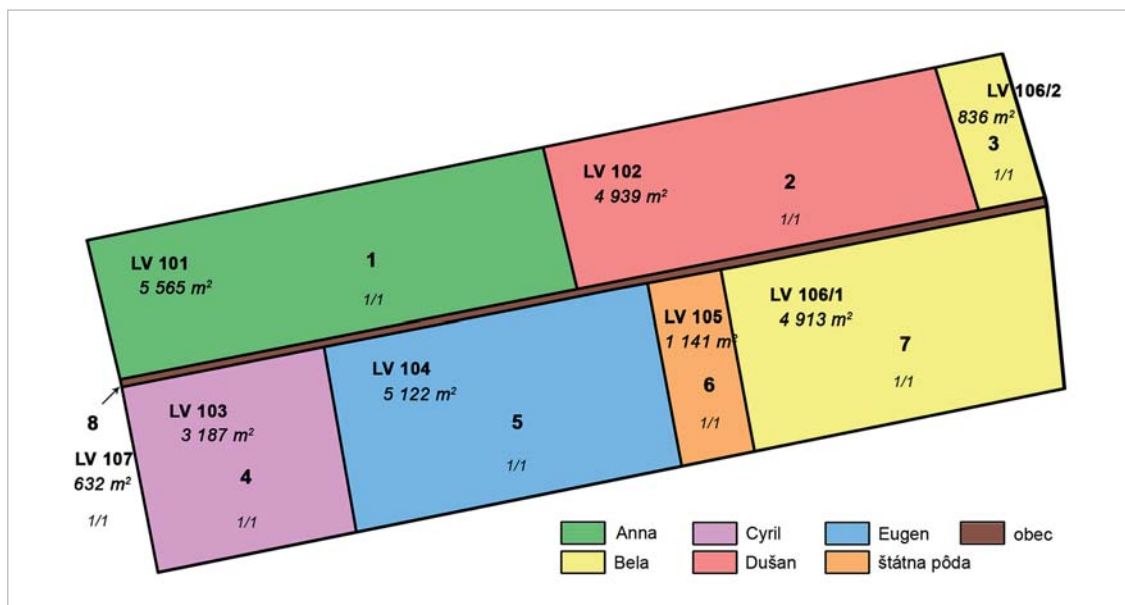 LV 101
5 565 m²
1
1/1
LV 102
4 939 m²
2
1/1
LV 106/2
836 m²
3
1/1
8
LV 107
632 m²
1/1
LV 103
3 187 m²
4
1/1
LV 104
5 122 m²
5
1/1
LV 105
1 141 m²
6
1/1
LV 106/1
4 913 m²
7
1/1
Anna
Cyril
Eugen
obec
Bela
Dušan
štátna pôda